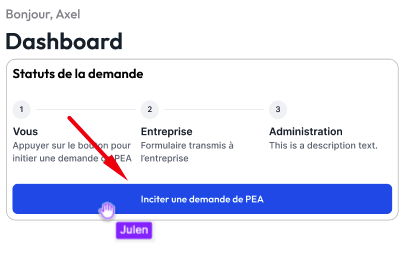 Bonjour, Axel
Dashboard
Statuts de la demande
1
2
3
Vous
Entreprise
Administration
Appuyer sur le bouton pour
initier une demande de PEA
Formulaire transmis à
l'entreprise
This is a description text.
Inciter une demande de PEA
Julen